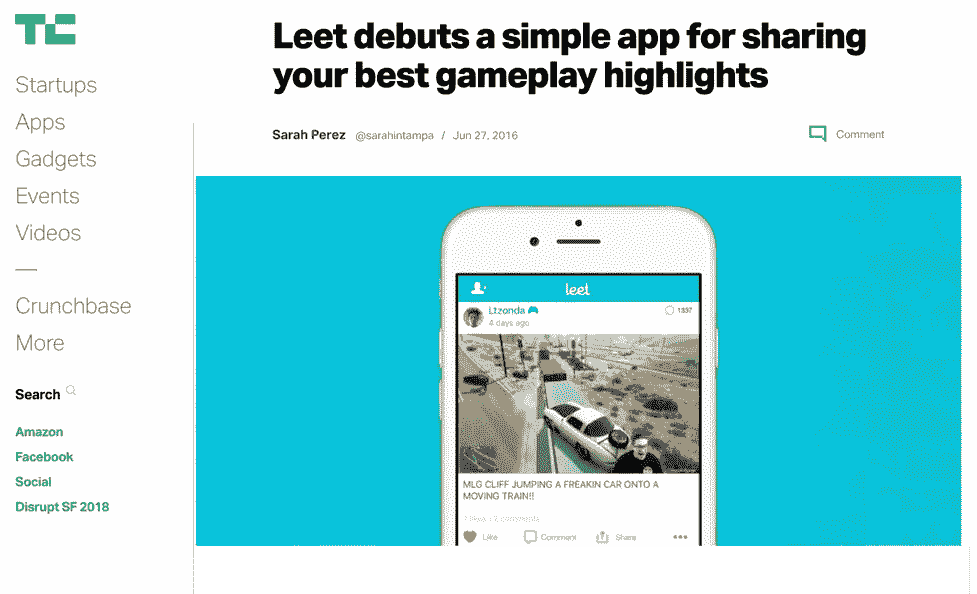 TC
Startups
Apps
Gadgets
Events
Videos
Crunchbase
More
Search
Amazon
Facebook
Social
Disrupt SF 2018
Leet debuts a simple app for sharing
your best gameplay highlights
Sarah Perez @sarahintampa / Jun 27, 2016
Comment
leet
Ltzonda
1337
4 days ago
MLG CLIFF JUMPING A FREAKIN CAR ONTO A
MOVING TRAIN!!
comments
Like Comment Share